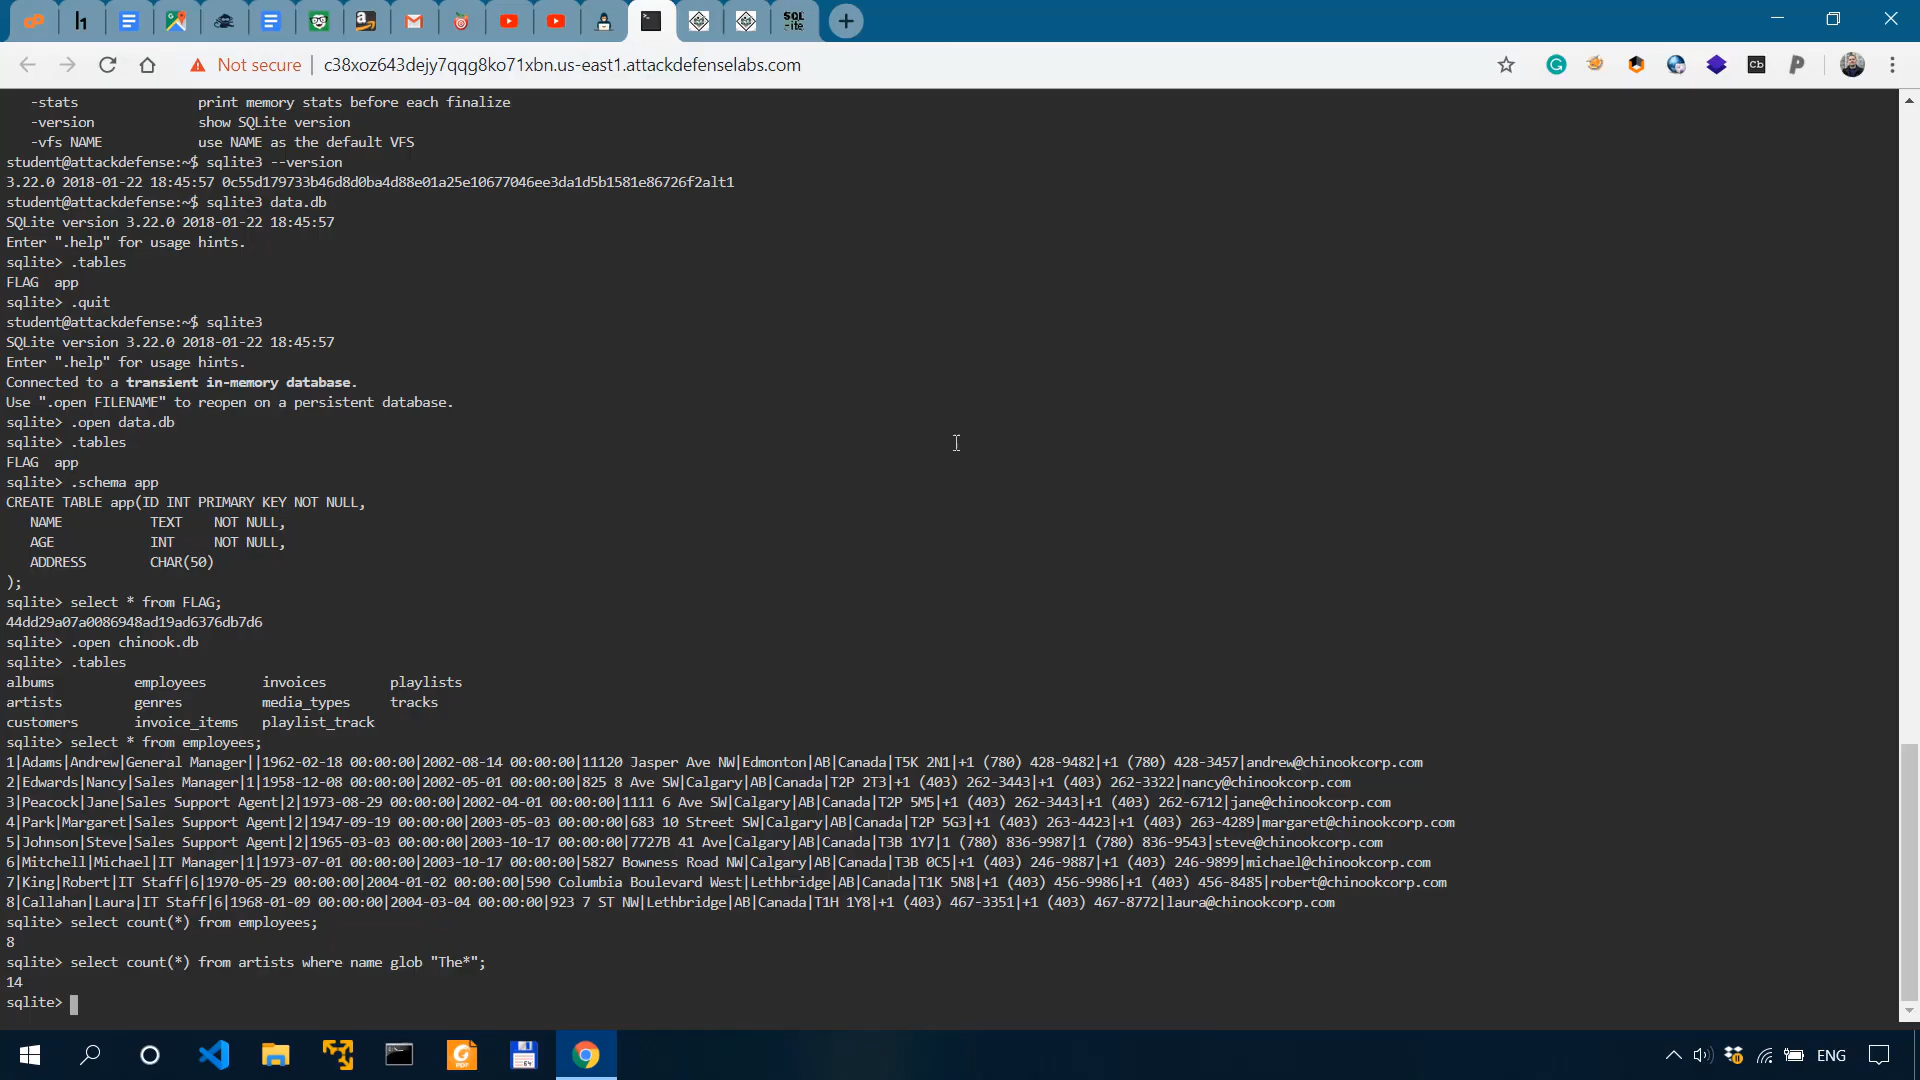 SQL
-ite
Not secure
c38xoz643dejy7qqg8ko71xbn.us-east1.attackdefenselabs.com
-stats print memory stats before each finalize
-version show SQLite version
-vfs NAME use NAME as the default VFS
student@attackdefense:~$ sqlite3 --version
3.22.0 2018-01-22 18:45:57 0c55d179733b46d8d0ba4d88e01a25e10677046ee3da1d5b1581e86726f2alt1
student@attackdefense:~$ sqlite3 data.db
SQLite version 3.22.0 2018-01-22 18:45:57
Enter ".help" for usage hints.
sqlite> .tables
FLAG app
sqlite> .quit
student@attackdefense:~$ sqlite3
SQLite version 3.22.0 2018-01-22 18:45:57
Enter ".help" for usage hints.
Connected to a transient in-memory database.
Use ".open FILENAME" to reopen on a persistent database.
sqlite> .open data.db
sqlite> .tables
FLAG app
sqlite> .schema app
CREATE TABLE app(ID INT PRIMARY KEY NOT NULL,
NAME TEXT NOT NULL,
AGE INT NOT NULL,
ADDRESS CHAR(50)
);
sqlite> select * from FLAG;
44dd29a07a0086948ad19ad6376db7d6
sqlite> .open chinook.db
sqlite> .tables
albums employees invoices playlists
artists genres media_types tracks
customers invoice_items playlist_track
sqlite> select * from employees;
1|Adams|Andrew|General Manager||1962-02-18 00:00:00|2002-08-14 00:00:00|11120 Jasper Ave NW|Edmonton|AB|Canada|T5K 2N1|+1 (780) 428-9482|+1 (780) 428-3457|andrew@chinookcorp.com
2|Edwards|Nancy|Sales Manager|1|1958-12-08 00:00:00|2002-05-01 00:00:00|825 8 Ave SW|Calgary|AB|Canada|T2P 2T3|+1 (403) 262-3443|+1 (403) 262-3322|nancy@chinookcorp.com
3|Peacock|Jane|Sales Support Agent|2|1973-08-29 00:00:00|2002-04-01 00:00:00|1111 6 Ave SW|Calgary|AB|Canada|T2P 5M5|+1 (403) 262-3443|+1 (403) 262-6712|jane@chinookcorp.com
4|Park|Margaret|Sales Support Agent|2|1947-09-19 00:00:00|2003-05-03 00:00:00|683 10 Street SW|Calgary|AB|Canada|T2P 5G3|+1 (403) 263-4423|+1 (403) 263-4289|margaret@chinookcorp.com
5|Johnson|Steve|Sales Support Agent|2|1965-03-03 00:00:00|2003-10-17 00:00:00|7727B 41 Ave|Calgary|AB|Canada|T3B 1Y7|1 (780) 836-9987|1 (780) 836-9543|steve@chinookcorp.com
6|Mitchell|Michael|IT Manager|1|1973-07-01 00:00:00|2003-10-17 00:00:00|5827 Bowness Road NW|Calgary|AB|Canada|T3B 0C5|+1 (403) 246-9887|+1 (403) 246-9899|michael@chinookcorp.com
7|King|Robert|IT Staff|6|1970-05-29 00:00:00|2004-01-02 00:00:00|590 Columbia Boulevard West|Lethbridge|AB|Canada|T1K 5N8|+1 (403) 456-9986|+1 (403) 456-8485|robert@chinookcorp.com
8|Callahan|Laura|IT Staff|6|1968-01-09 00:00:00|2004-03-04 00:00:00|923 7 ST NW|Lethbridge|AB|Canada|T1H 1Y8|+1 (403) 467-3351|+1 (403) 467-8772|laura@chinookcorp.com
sqlite> select count(*) from employees;
8
sqlite> select count(*) from artists where name glob "The*";
14
sqlite>
ENG